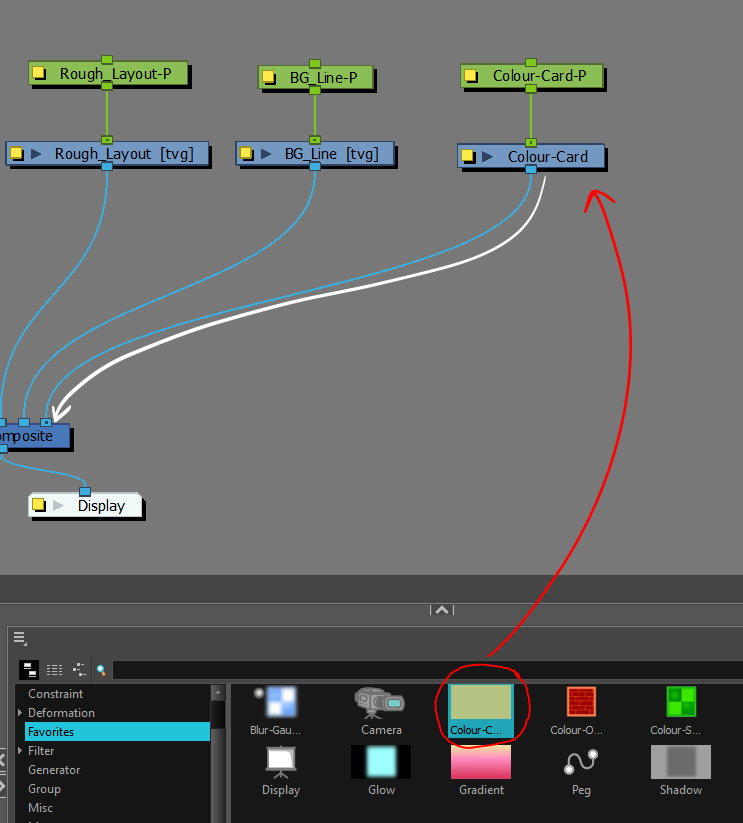 Rough_Layout-P
BG_Line-P
Colour-Card-P
Rough_Layout [tvg]
BG_Line [tvg]
Colour-Card
omposite
Display
Constraint
Deformation
Favorites
Filter
Generator
Group
Misc
Blur-Gau...
Camera
Colour-C...
Colour-O...
Colour-S...
Display
Glow
Gradient
Peg
Shadow